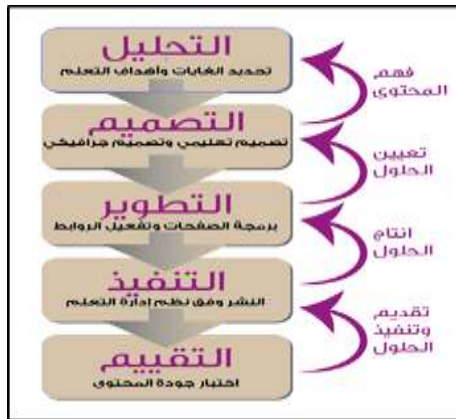 التحليل
تحديد الغايات وأهداف التعلم
فهم
المحتوى
التصميم
تصميم تعليمي وتصميم جرافيكي
تعيين
الحلول
التطوير
برمجة الصفحات وتفعيل الروابط
انتاج
الحلول
التنفيذ
النشر وفق نظم إدارة التعلم
تقديم
وتنفيذ
الحلول
التقييم
اختبار جودة المحتوى